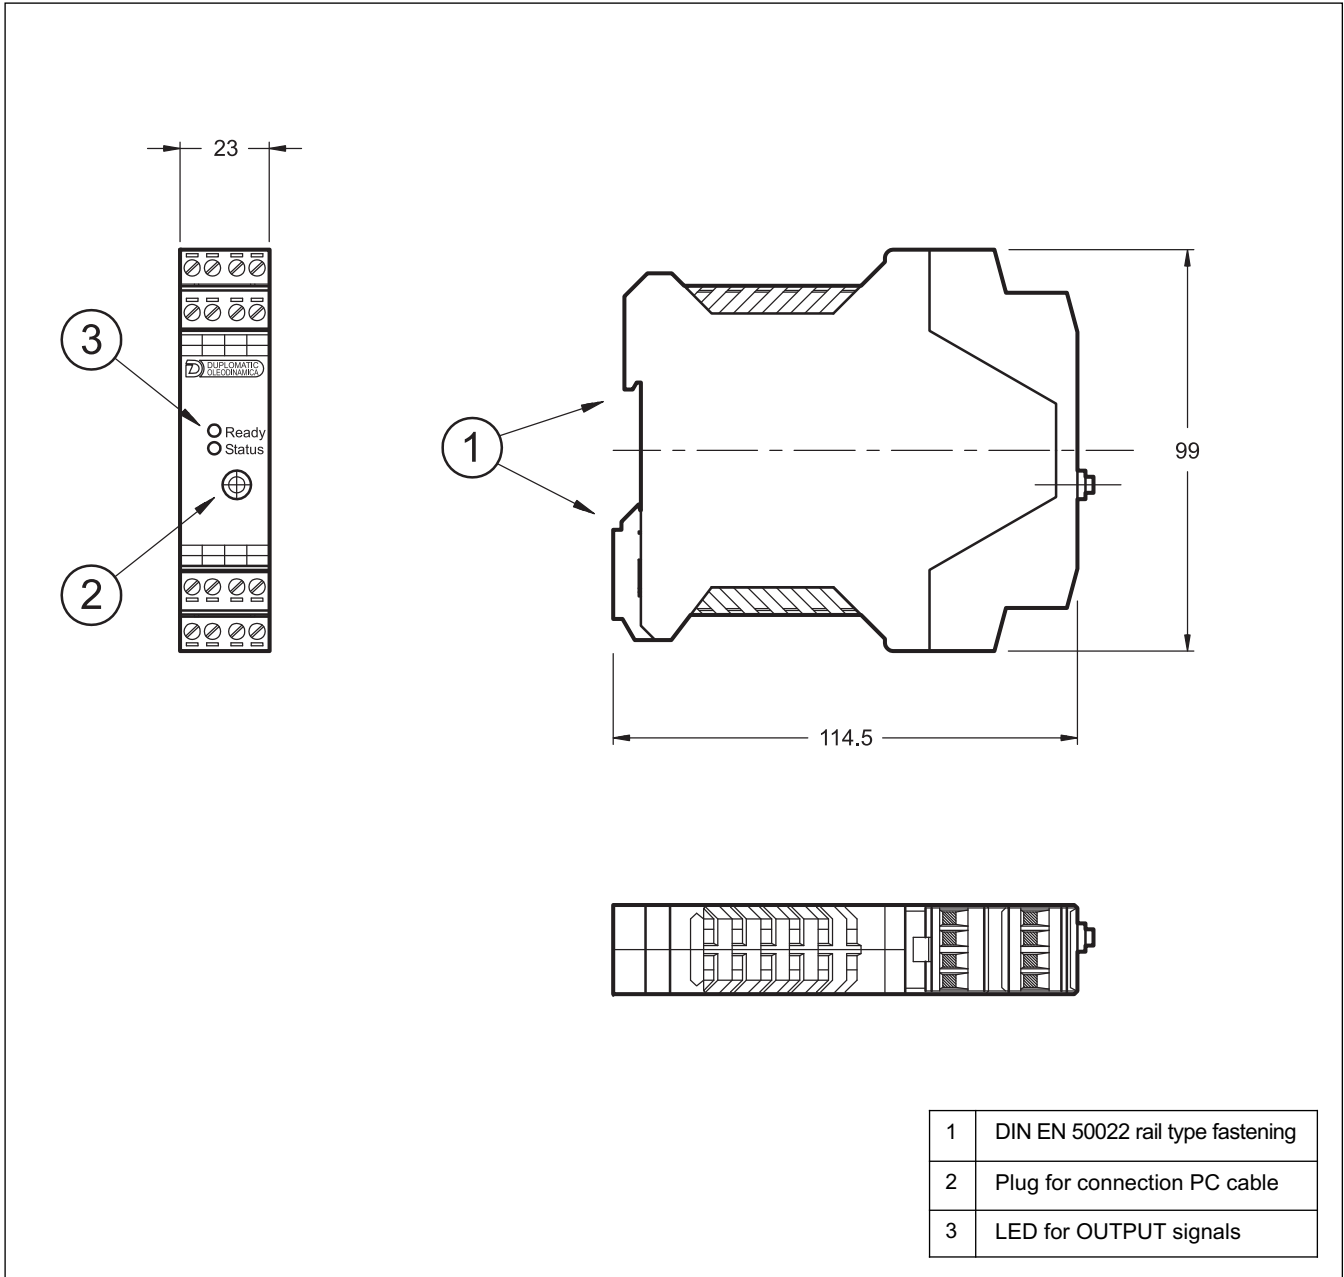 23
3
DUPLOMATIC
OLEODINAMICA
Ready
Status
2
1
99
114.5
1 DIN EN 50022 rail type fastening
2 Plug for connection PC cable
3 LED for OUTPUT signals